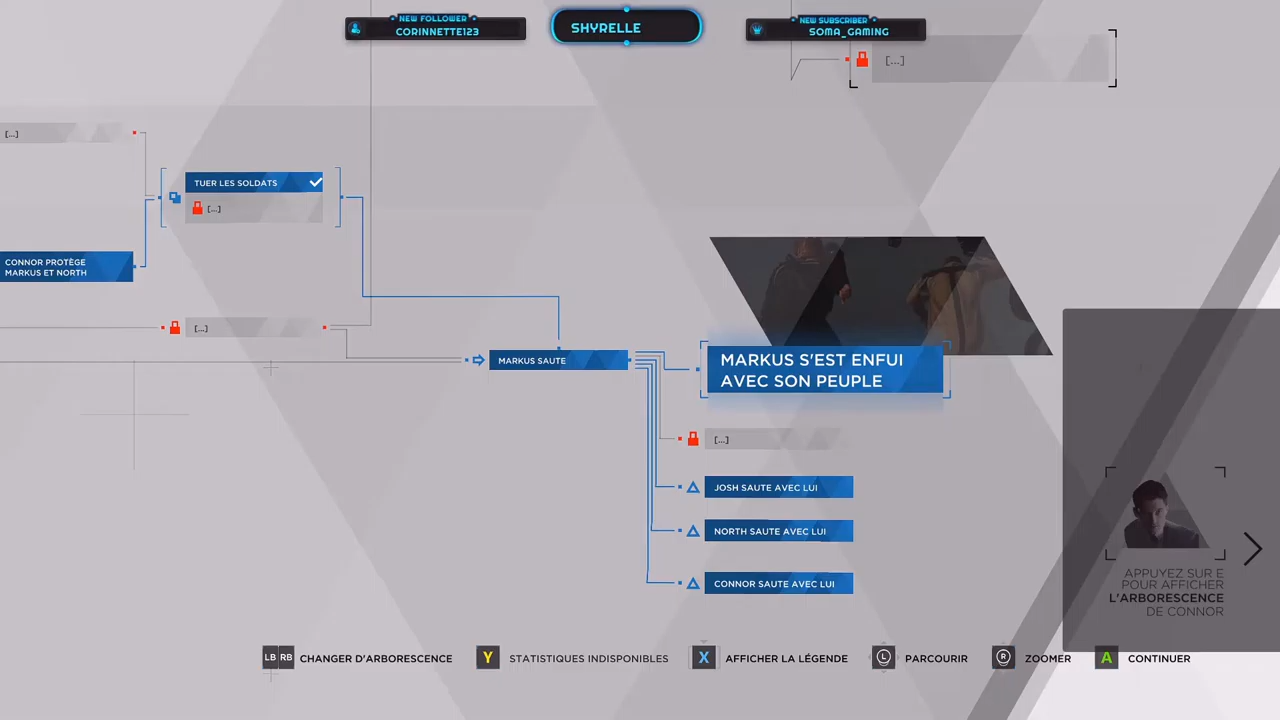 NEW FOLLOWER
CORINNETTE123
SHYRELLE
NEW SUBSCRIBER
SOMA_GAMING
[...]
[...]
TUER LES SOLDATS
[...]
CONNOR PROTÈGE
MARKUS ET NORTH
[...]
MARKUS SAUTE
MARKUS S'EST ENFUI
AVEC SON PEUPLE
[...]
JOSH SAUTE AVEC LUI
NORTH SAUTE AVEC LUI
CONNOR SAUTE AVEC LUI
APPUYEZ SUR E
POUR AFFICHER
L'ARBORESCENCE
DE CONNOR
LB RB CHANGER D'ARBORESCENCE
Y STATISTIQUES INDISPONIBLES
X AFFICHER LA LÉGENDE
L PARCOURIR
R ZOOMER
A CONTINUER